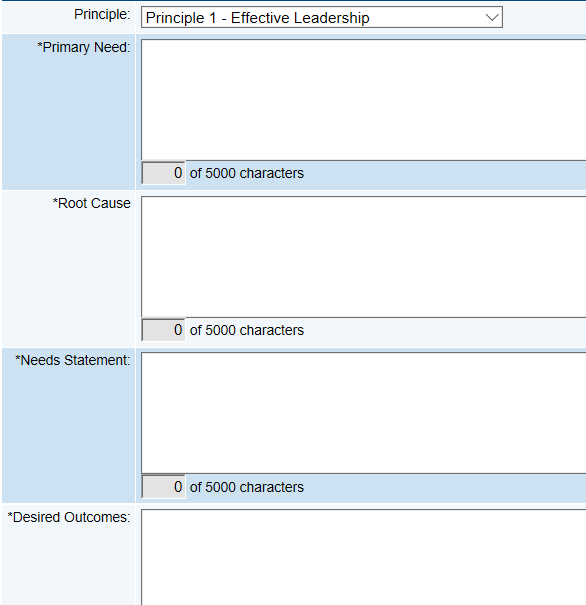 Principle: Principle 1 - Effective Leadership
*Primary Need:
0 of 5000 characters
*Root Cause
0 of 5000 characters
*Needs Statement:
0 of 5000 characters
*Desired Outcomes: